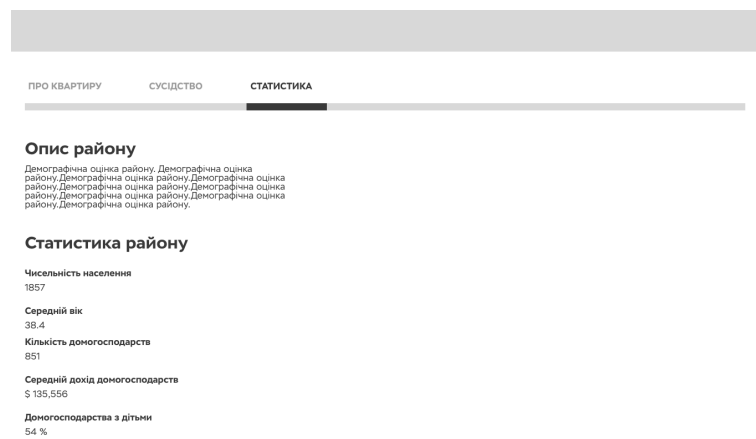 ПРО КВАРТИРУ СУСІДСТВО СТАТИСТИКА
Опис району
Демографічна оцінка району. Демографічна оцінка
району.Демографічна оцінка району.Демографічна оцінка
району.Демографічна оцінка району.Демографічна оцінка
району.Демографічна оцінка району.Демографічна оцінка
району.Демографічна оцінка району.
Статистика району
Чисельність населення
1857
Середній вік
38.4
Кількість домогосподарств
851
Середній дохід домогосподарств
$ 135,556
Домогосподарства з дітьми
54 %